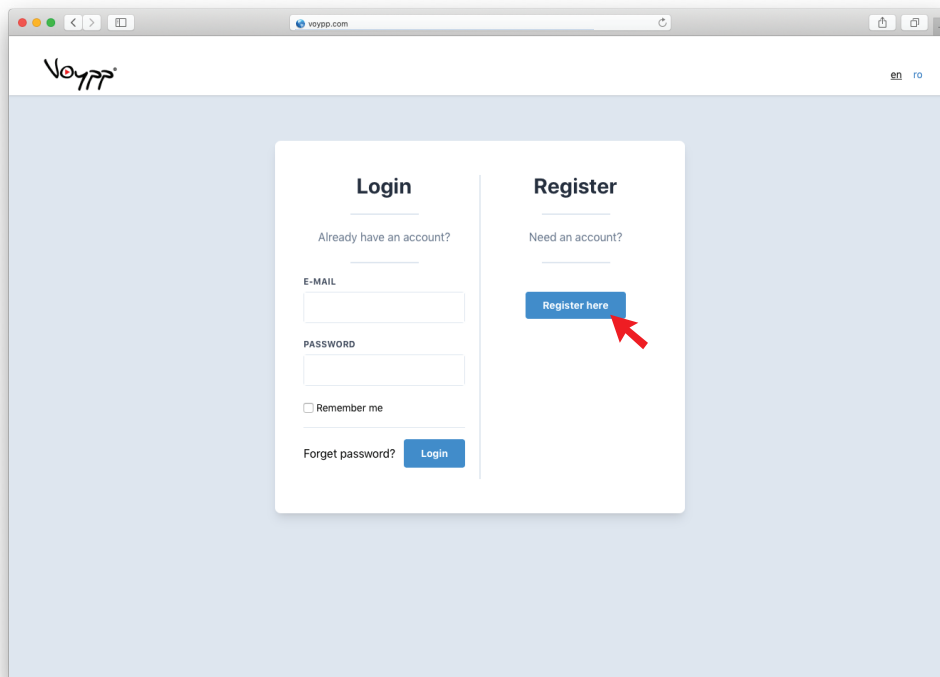 voypp.com
Voypp®
en ro
Login
Already have an account?
E-MAIL
PASSWORD
Remember me
Forget password? Login
Register
Need an account?
Register here